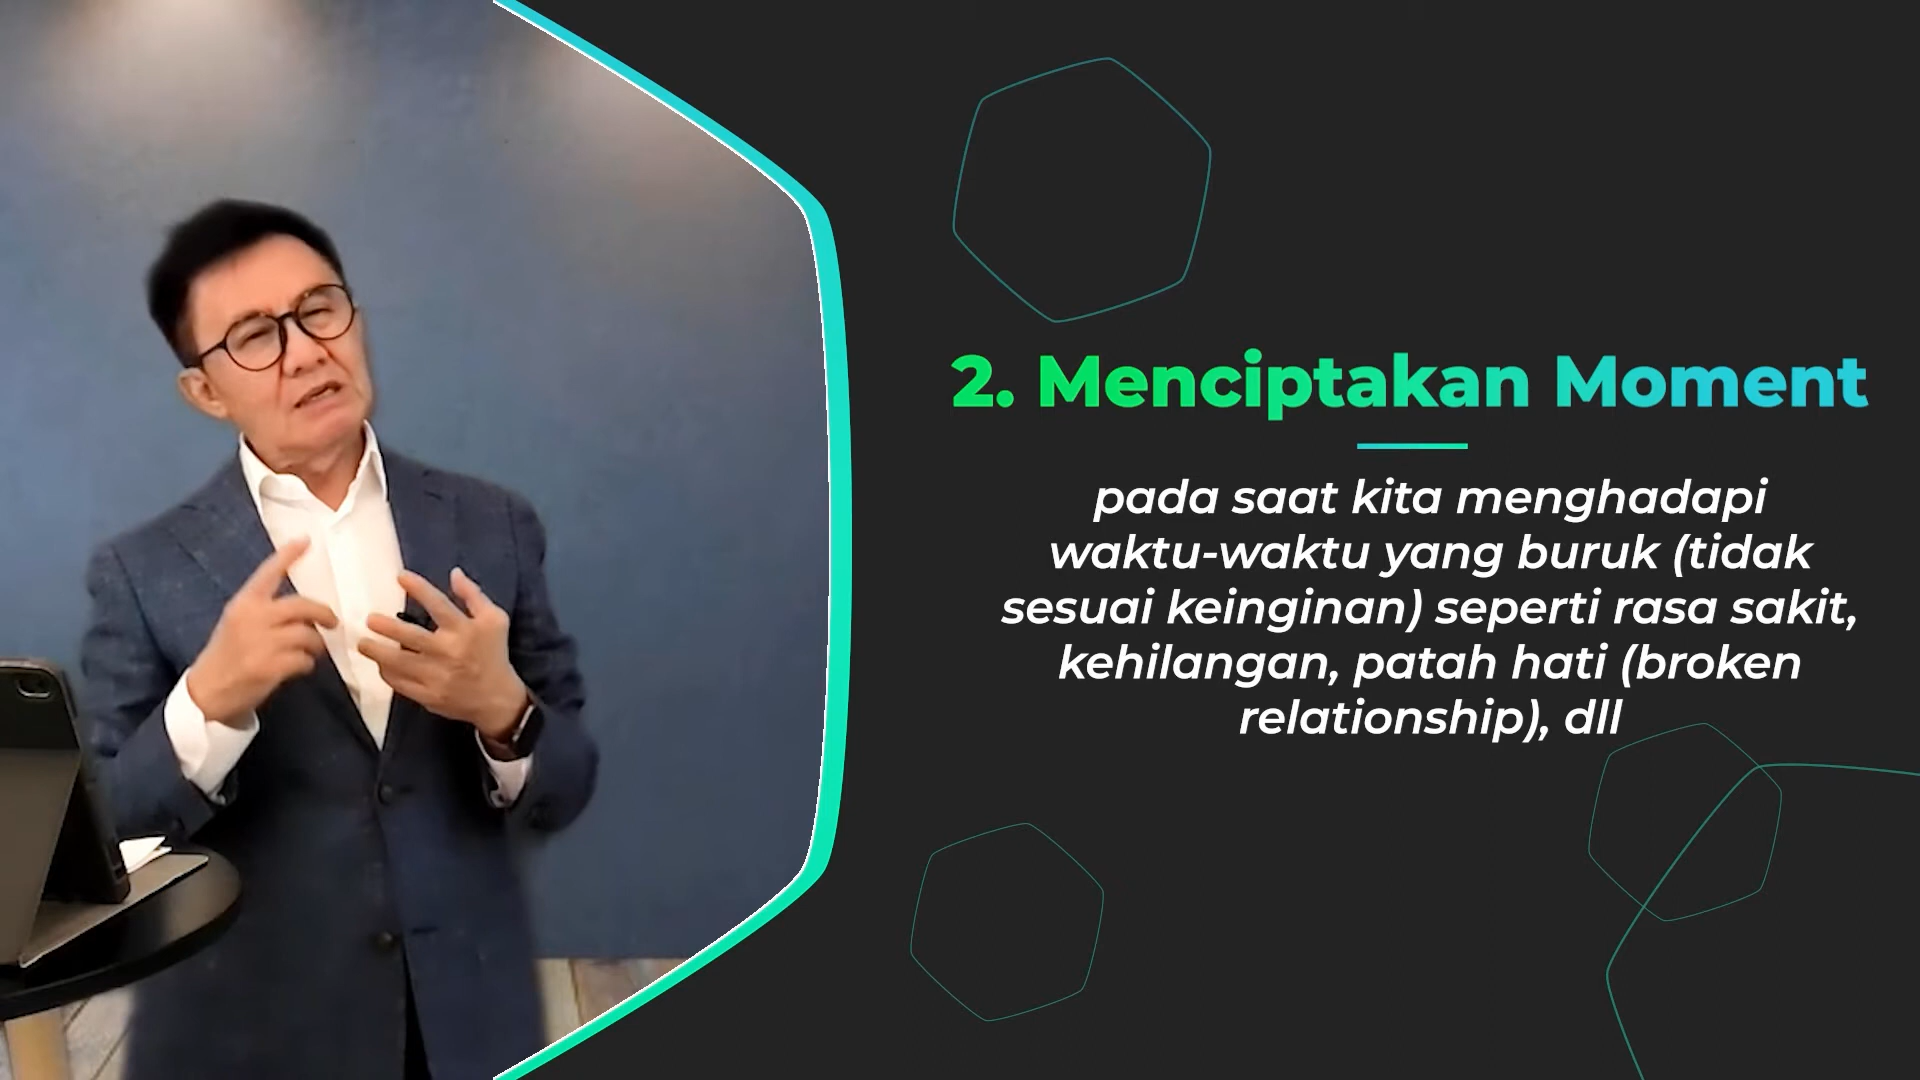 2. Menciptakan Moment
pada saat kita menghadapi
waktu-waktu yang buruk (tidak
sesuai keinginan) seperti rasa sakit,
kehilangan, patah hati (broken
relationship), dll